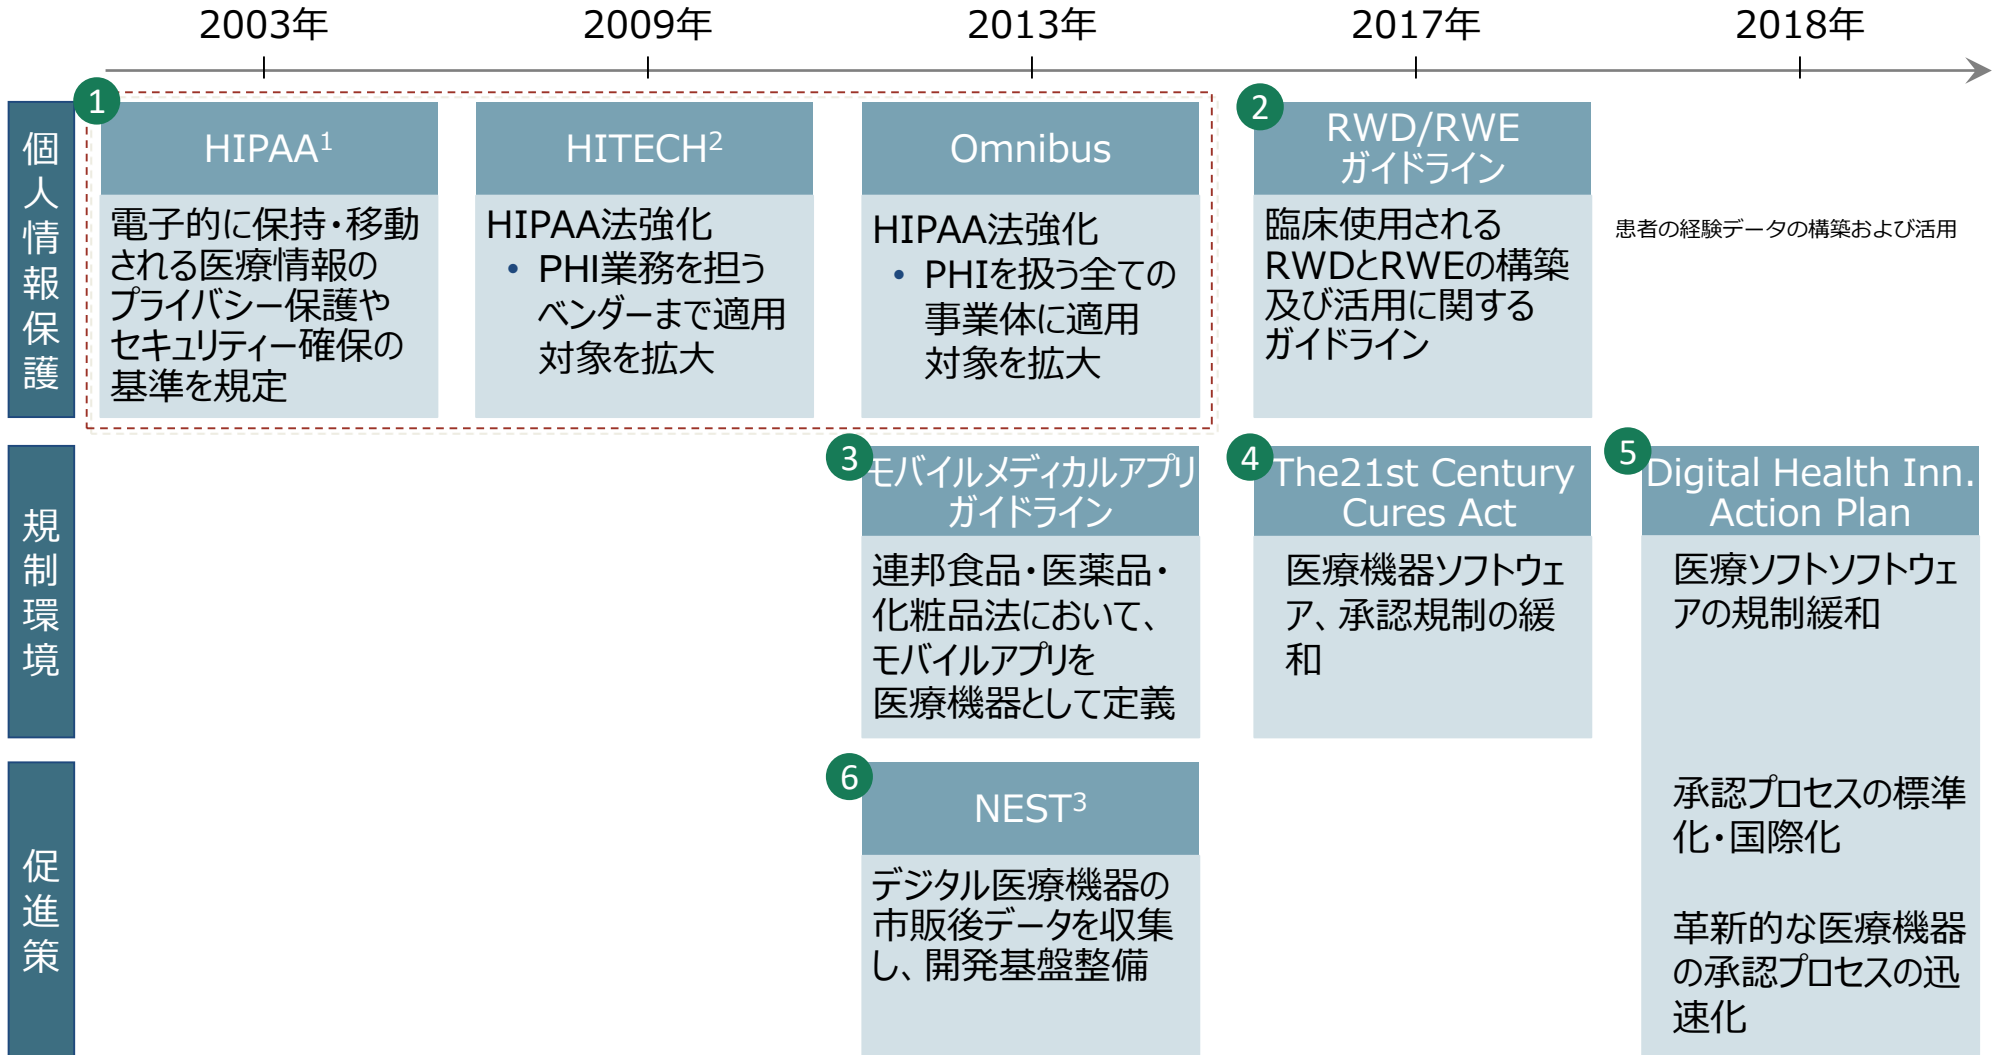 2003年
2009年
2013年
2017年
2018年
個人情報保護
1
HIPAA1
電子的に保持・移動
される医療情報の
プライバシー保護や
セキュリティー確保の
基準を規定
HITECH2
HIPAA法強化
• PHI業務を担う
ベンダーまで適用
対象を拡大
Omnibus
HIPAA法強化
• PHIを扱う全ての
事業体に適用
対象を拡大
2
RWD/RWE
ガイドライン
臨床使用される
RWDとRWEの構築
及び活用に関する
ガイドライン
患者の経験データの構築および活用
規制環境
3
モバイルメディカルアプリ
ガイドライン
連邦食品・医薬品・
化粧品法において、
モバイルアプリを
医療機器として定義
4
The21st Century
Cures Act
医療機器ソフトウェ
ア、承認規制の緩
和
5
Digital Health Inn.
Action Plan
医療ソフトソフトウェ
アの規制緩和
承認プロセスの標準
化・国際化
革新的な医療機器
の承認プロセスの迅
速化
促進策
6
NEST3
デジタル医療機器の
市販後データを収集
し、開発基盤整備